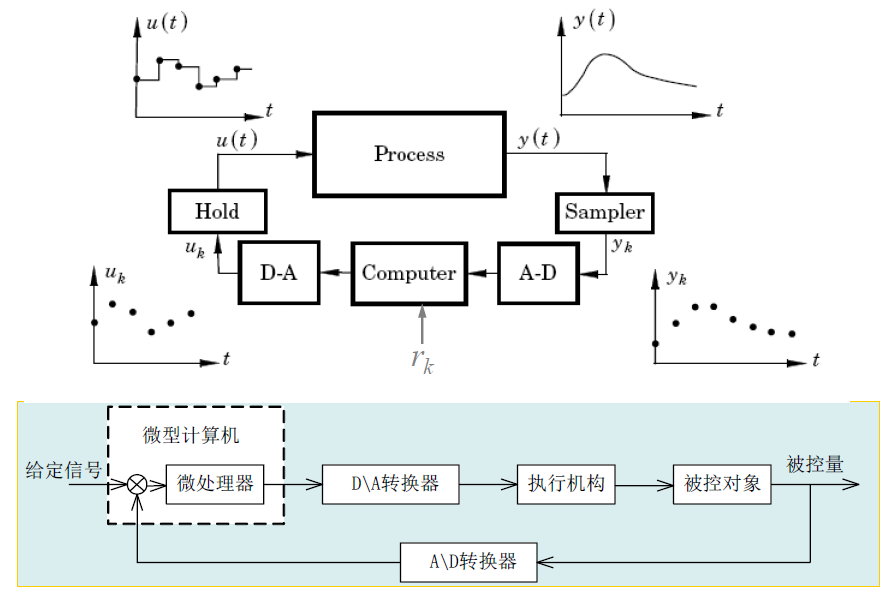 u(t)
y(t)
t
t
u(t)
Process
y(t)
Hold
Sampler
u_k
y_k
D-A
Computer
A-D
u_k
y_k
t
t
r_k
微型计算机
给定信号
微处理器
D\A转换器
执行机构
被控对象
被控量
A\D转换器